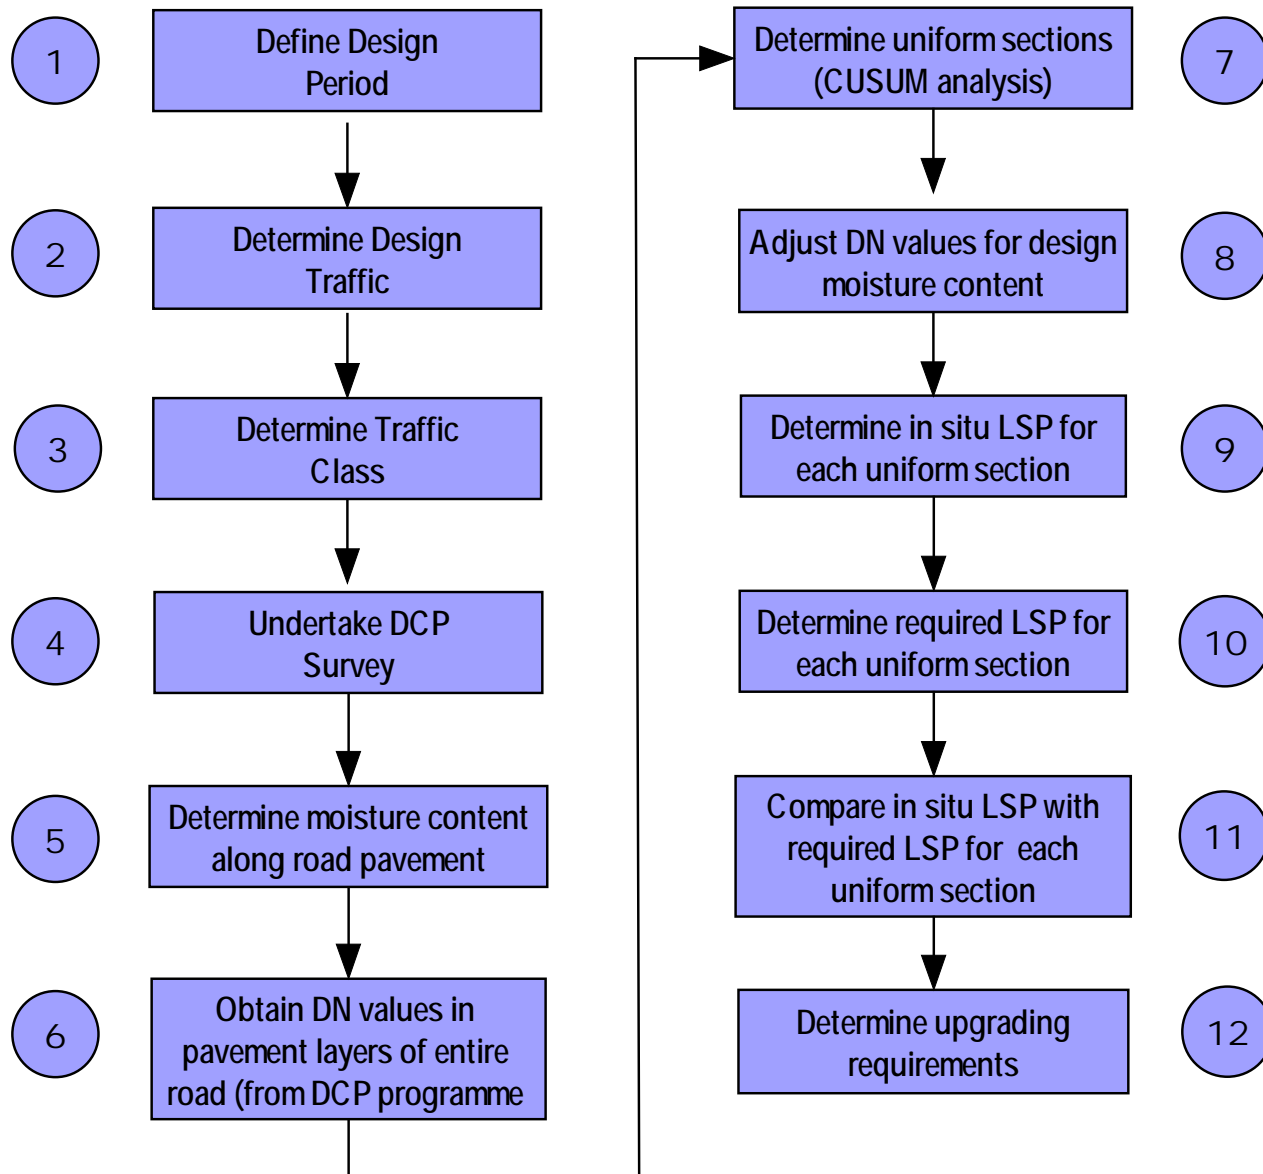 1
Define Design
Period
2
Determine Design
Traffic
3
Determine Traffic
Class
4
Undertake DCP
Survey
5
Determine moisture content
along road pavement
6
Obtain DN values in
pavement layers of entire
road (from DCP programme
Determine uniform sections
(CUSUM analysis)
7
Adjust DN values for design
moisture content
8
Determine in situ LSP for
each uniform section
9
Determine required LSP for
each uniform section
10
Compare in situ LSP with
required LSP for each
uniform section
11
Determine upgrading
requirements
12